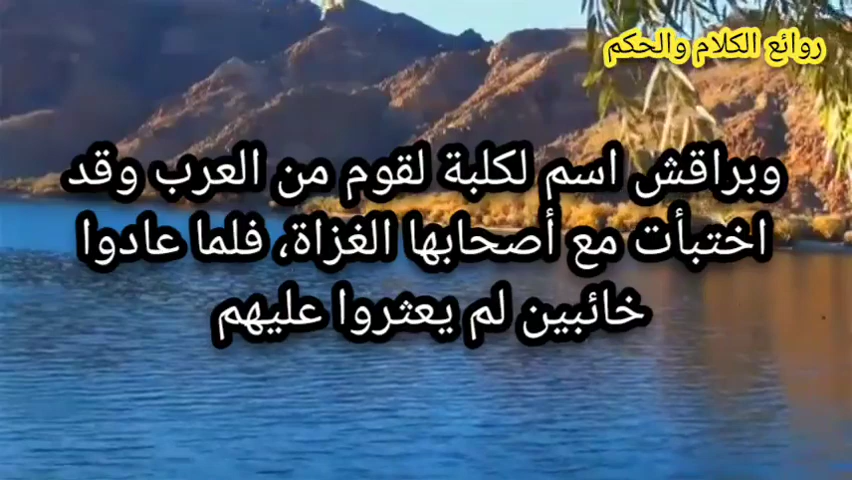 روائع الكلام والحكم
وبراقش اسم لكلبة لقوم من العرب وقد
اختبأت مع أصحابها الغزاة، فلما عادوا
خائبين لم يعثروا عليهم